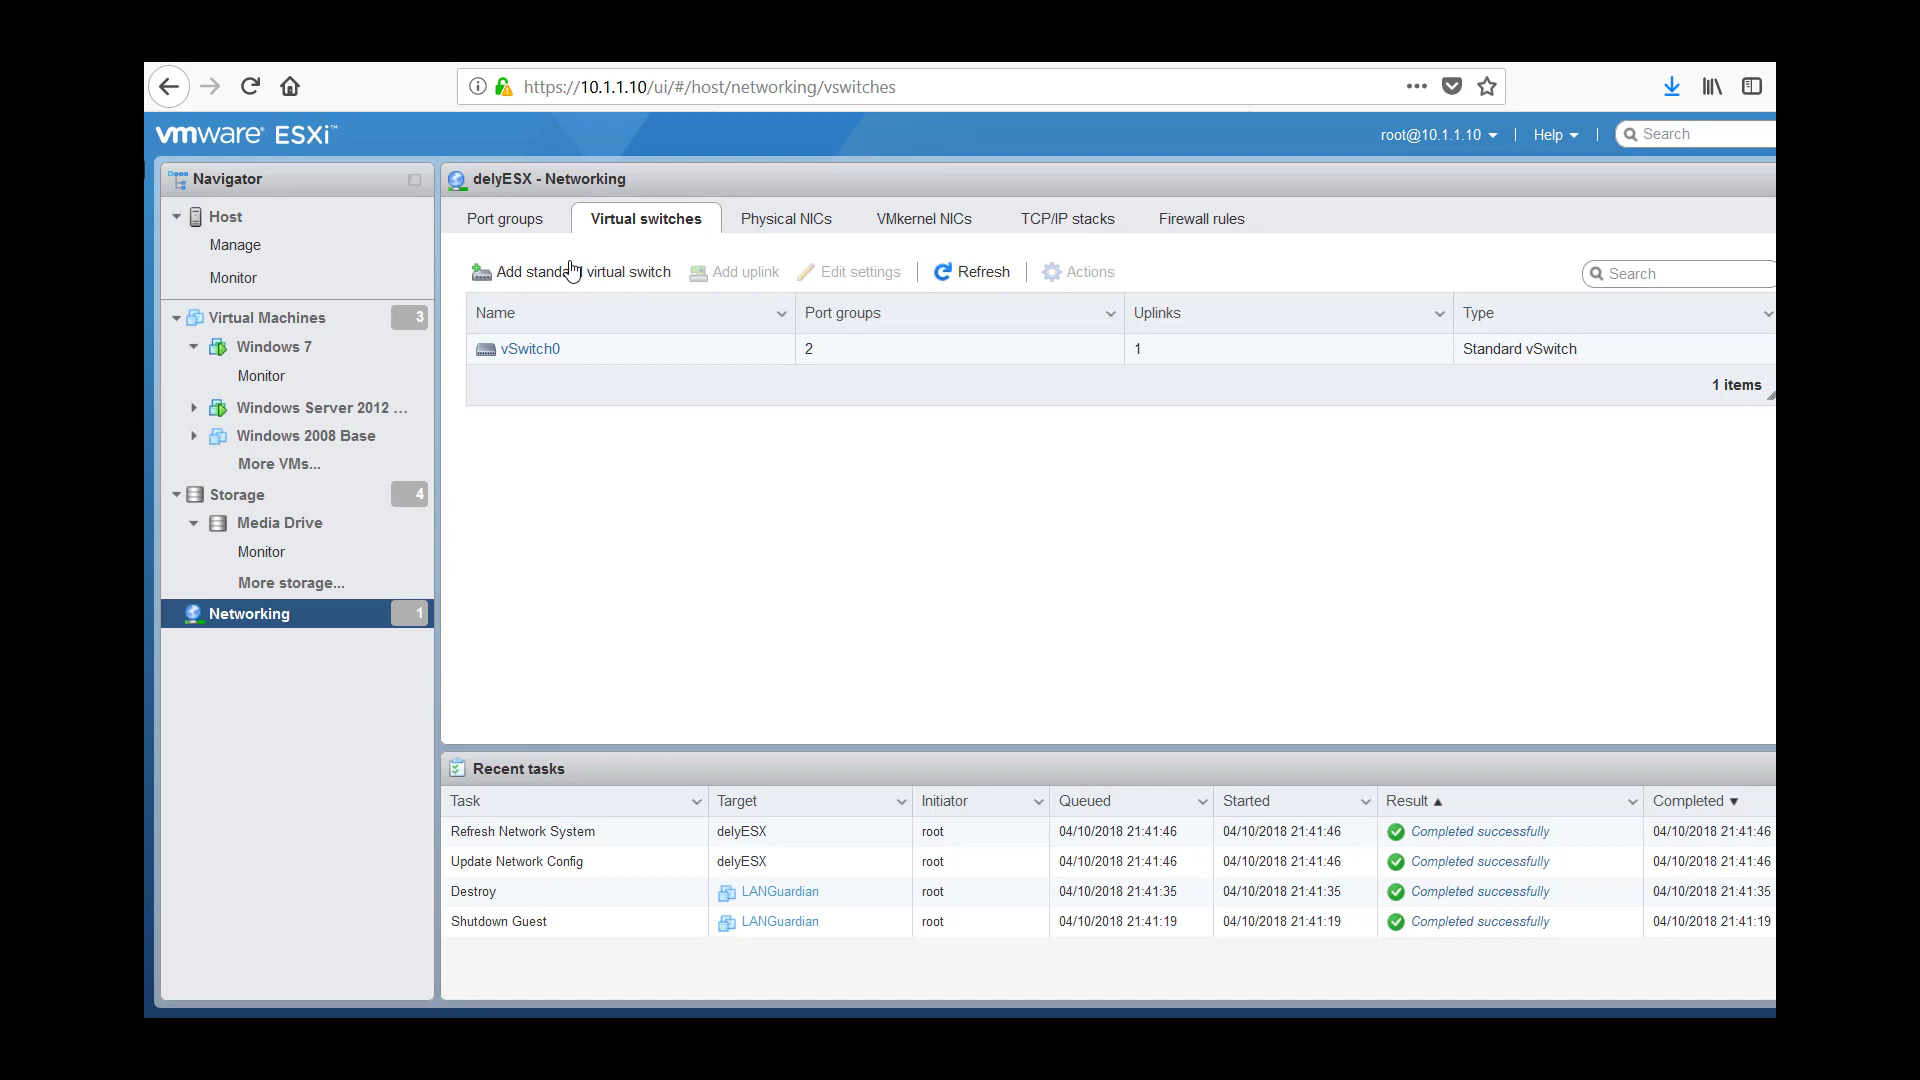 https://10.1.1.10/ui/#/host/networking/vswitches
vmware® ESXi™
root@10.1.1.10 | Help | Search
Navigator
Host
Manage
Monitor
Virtual Machines 3
Windows 7
Monitor
Windows Server 2012 ...
Windows 2008 Base
More VMs...
Storage 4
Media Drive
Monitor
More storage...
Networking 1
delyESX - Networking
Port groups Virtual switches Physical NICs VMkernel NICs TCP/IP stacks Firewall rules
Add standard virtual switch Add uplink Edit settings | Refresh | Actions Search
Name Port groups Uplinks Type
vSwitch0 2 1 Standard vSwitch
1 items
Recent tasks
Task Target Initiator Queued Started Result ▲ Completed ▼
Refresh Network System delyESX root 04/10/2018 21:41:46 04/10/2018 21:41:46 Completed successfully 04/10/2018 21:41:46
Update Network Config delyESX root 04/10/2018 21:41:46 04/10/2018 21:41:46 Completed successfully 04/10/2018 21:41:46
Destroy LANGuardian root 04/10/2018 21:41:35 04/10/2018 21:41:35 Completed successfully 04/10/2018 21:41:35
Shutdown Guest LANGuardian root 04/10/2018 21:41:19 04/10/2018 21:41:19 Completed successfully 04/10/2018 21:41:19